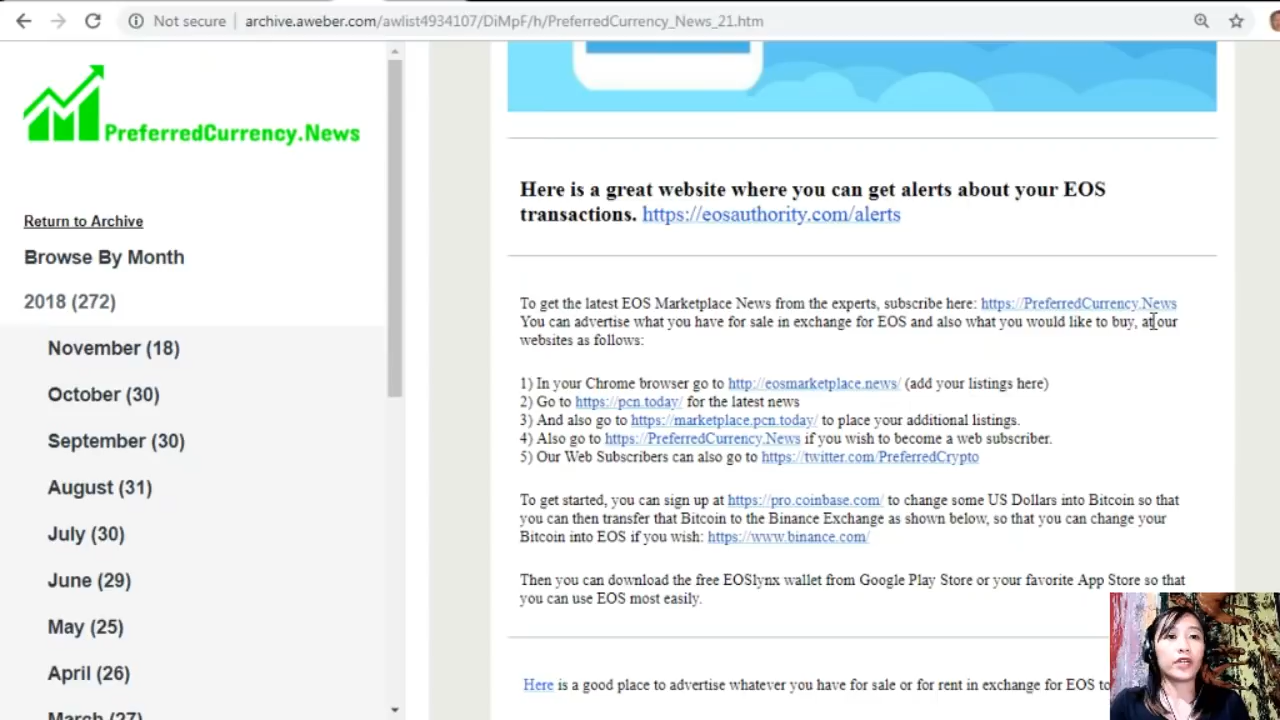 Not secure | archive.aweber.com/awlist4934107/DiMpF/h/PreferredCurrency_News_21.htm
PreferredCurrency.News
Return to Archive
Browse By Month
2018 (272)
November (18)
October (30)
September (30)
August (31)
July (30)
June (29)
May (25)
April (26)
March (27)
Here is a great website where you can get alerts about your EOS
transactions. https://eosauthority.com/alerts
To get the latest EOS Marketplace News from the experts, subscribe here: https://PreferredCurrency.News
You can advertise what you have for sale in exchange for EOS and also what you would like to buy, at our
websites as follows:
1) In your Chrome browser go to http://eosmarketplace.news/ (add your listings here)
2) Go to https://pcn.today/ for the latest news
3) And also go to https://marketplace.pcn.today/ to place your additional listings.
4) Also go to https://PreferredCurrency.News if you wish to become a web subscriber.
5) Our Web Subscribers can also go to https://twitter.com/PreferredCrypto
To get started, you can sign up at https://pro.coinbase.com/ to change some US Dollars into Bitcoin so that
you can then transfer that Bitcoin to the Binance Exchange as shown below, so that you can change your
Bitcoin into EOS if you wish: https://www.binance.com/
Then you can download the free EOSlynx wallet from Google Play Store or your favorite App Store so that
you can use EOS most easily.
Here is a good place to advertise whatever you have for sale or for rent in exchange for EOS to